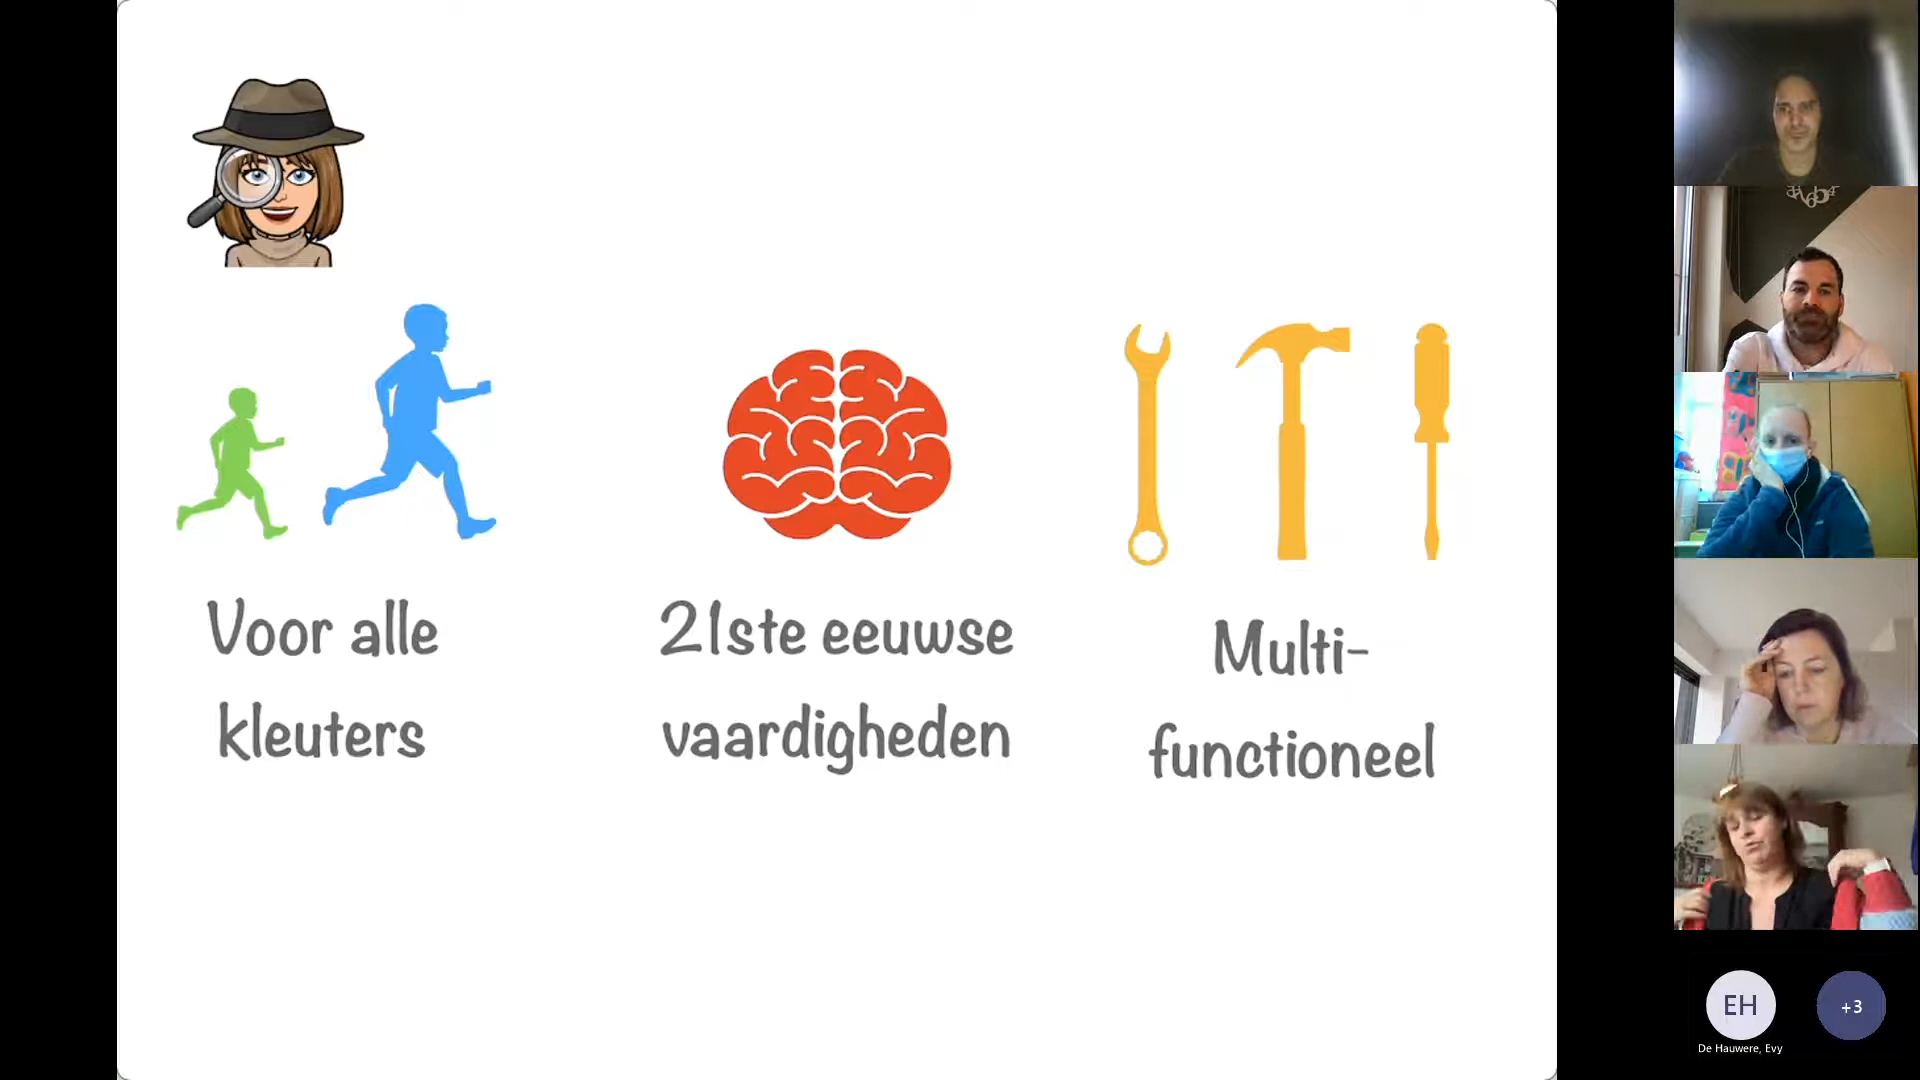 Voor alle
kleuters
21ste eeuwse
vaardigheden
Multi-
functioneel
EH
+3
De Hauwere, Evy